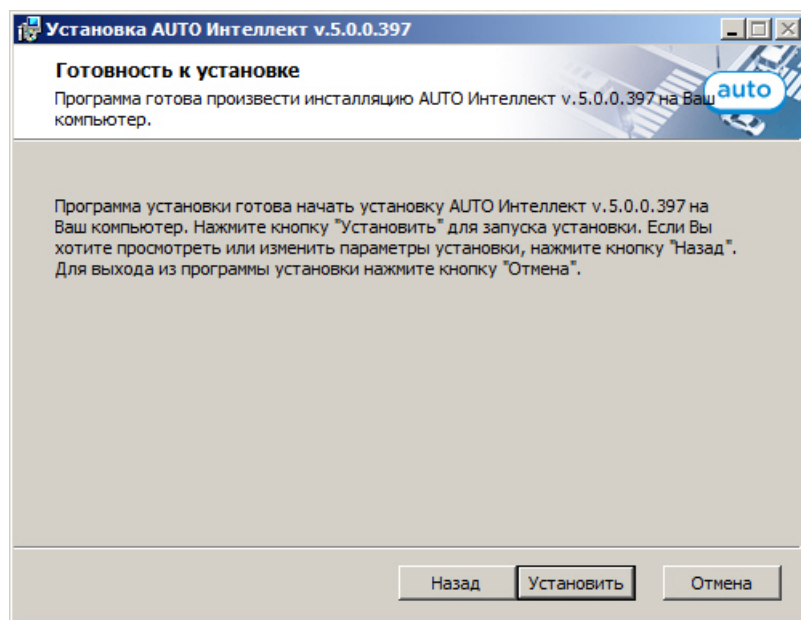 Установка AUTO Интеллект v.5.0.0.397
Готовность к установке
Программа готова произвести инсталляцию AUTO Интеллект v.5.0.0.397 на Ваш
компьютер.
auto
Программа установки готова начать установку AUTO Интеллект v.5.0.0.397 на
Ваш компьютер. Нажмите кнопку "Установить" для запуска установки. Если Вы
хотите просмотреть или изменить параметры установки, нажмите кнопку "Назад".
Для выхода из программы установки нажмите кнопку "Отмена".
Назад Установить Отмена